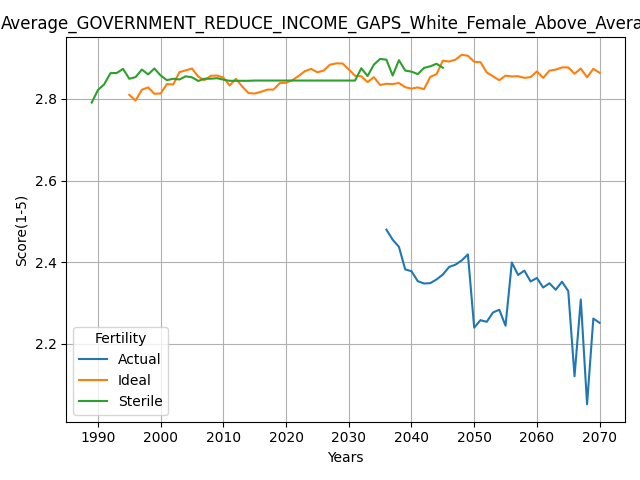 Average_GOVERNMENT_REDUCE_INCOME_GAPS_White_Female_Above_Avera
2.8
2.6
2.4
2.2
Score(1-5)
Fertility
Actual
Ideal
Sterile
1990 2000 2010 2020 2030 2040 2050 2060 2070
Years